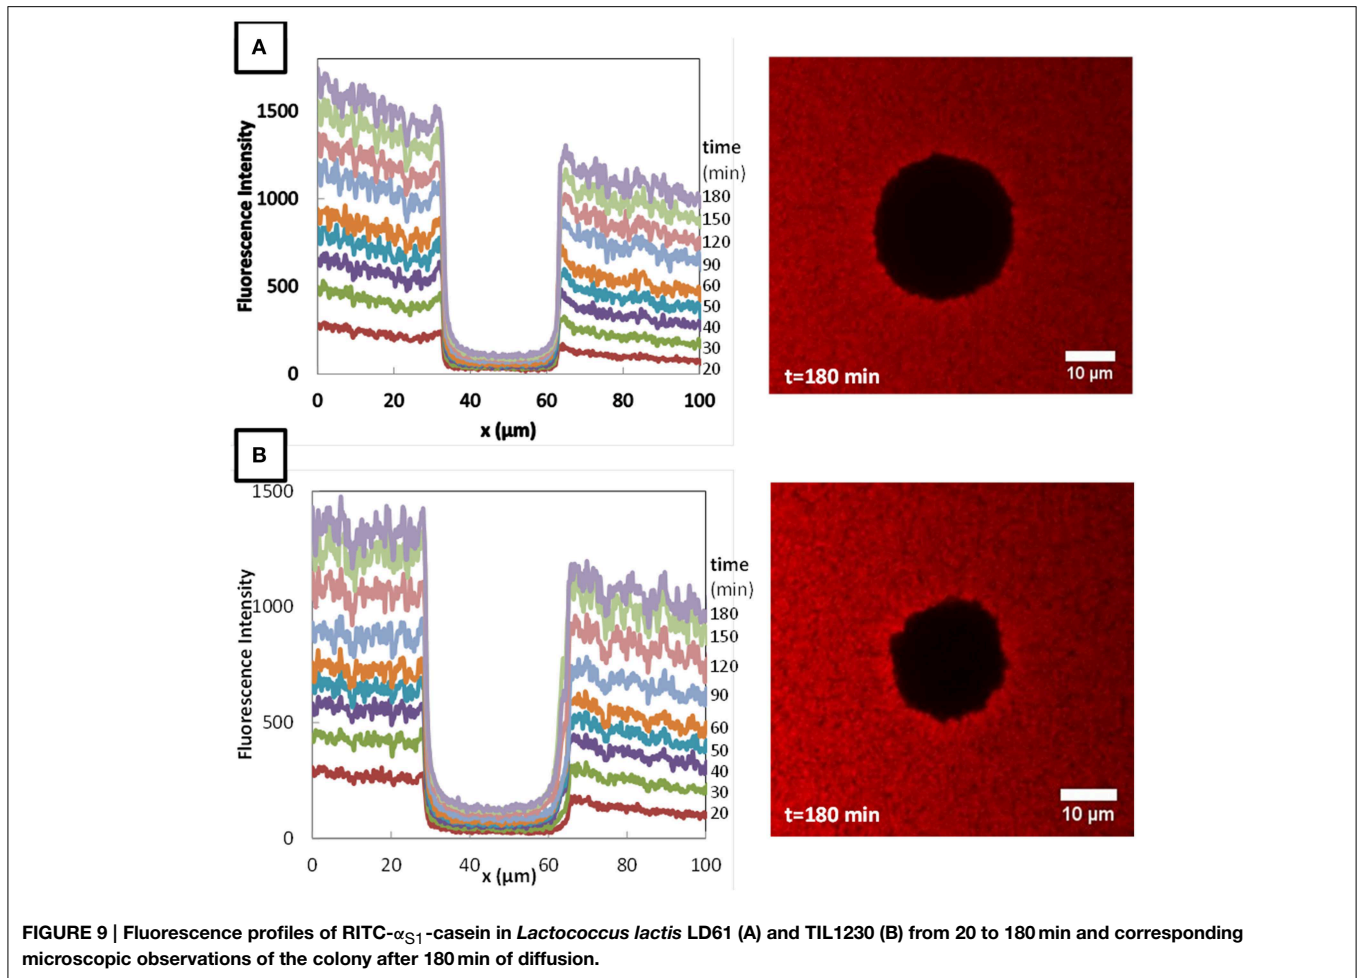 A
Fluorescence Intensity
1500
1000
500
0
0 20 40 60 80 100
x (µm)
time
(min)
180
150
120
90
60
50
40
30
20
t=180 min
10 µm
B
Fluorescence Intensity
1500
1000
500
0
0 20 40 60 80 100
x (µm)
time
(min)
180
150
120
90
60
50
40
30
20
t=180 min
10 µm
FIGURE 9 | Fluorescence profiles of RITC-αS1-casein in Lactococcus lactis LD61 (A) and TIL1230 (B) from 20 to 180 min and corresponding
microscopic observations of the colony after 180 min of diffusion.